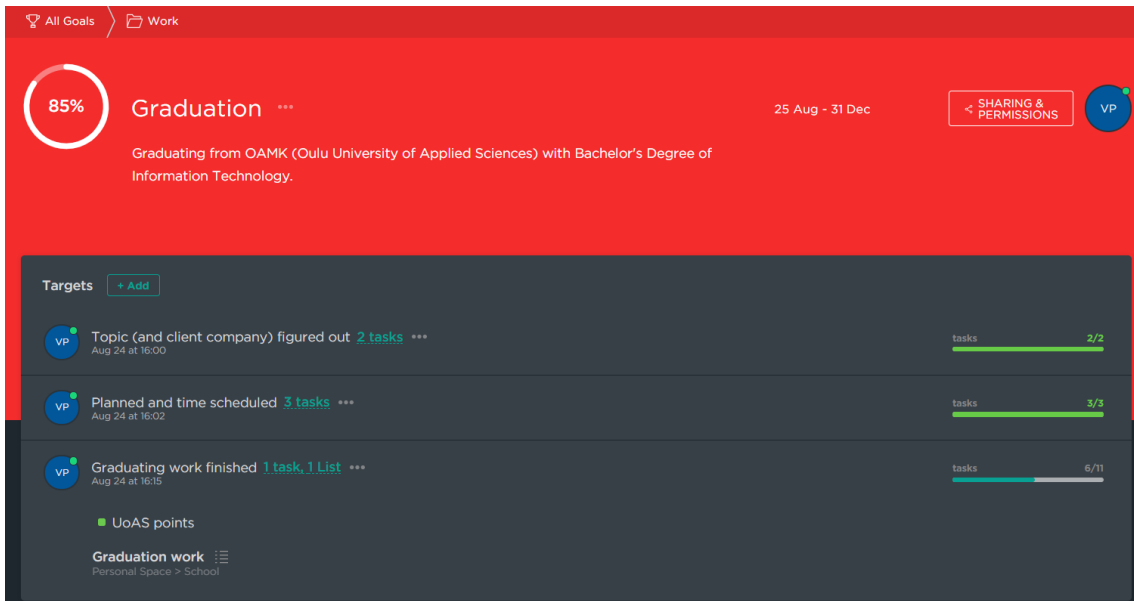 All Goals
Work
85%
Graduation ...
25 Aug - 31 Dec
SHARING &
PERMISSIONS
VP
Graduating from OAMK (Oulu University of Applied Sciences) with Bachelor's Degree of
Information Technology.
Targets + Add
VP
Topic (and client company) figured out 2 tasks ...
Aug 24 at 16:00
tasks 2/2
VP
Planned and time scheduled 3 tasks ...
Aug 24 at 16:02
tasks 3/3
VP
Graduating work finished 1 task, 1 List ...
Aug 24 at 16:15
tasks 6/11
UoAS points
Graduation work
Personal Space > School